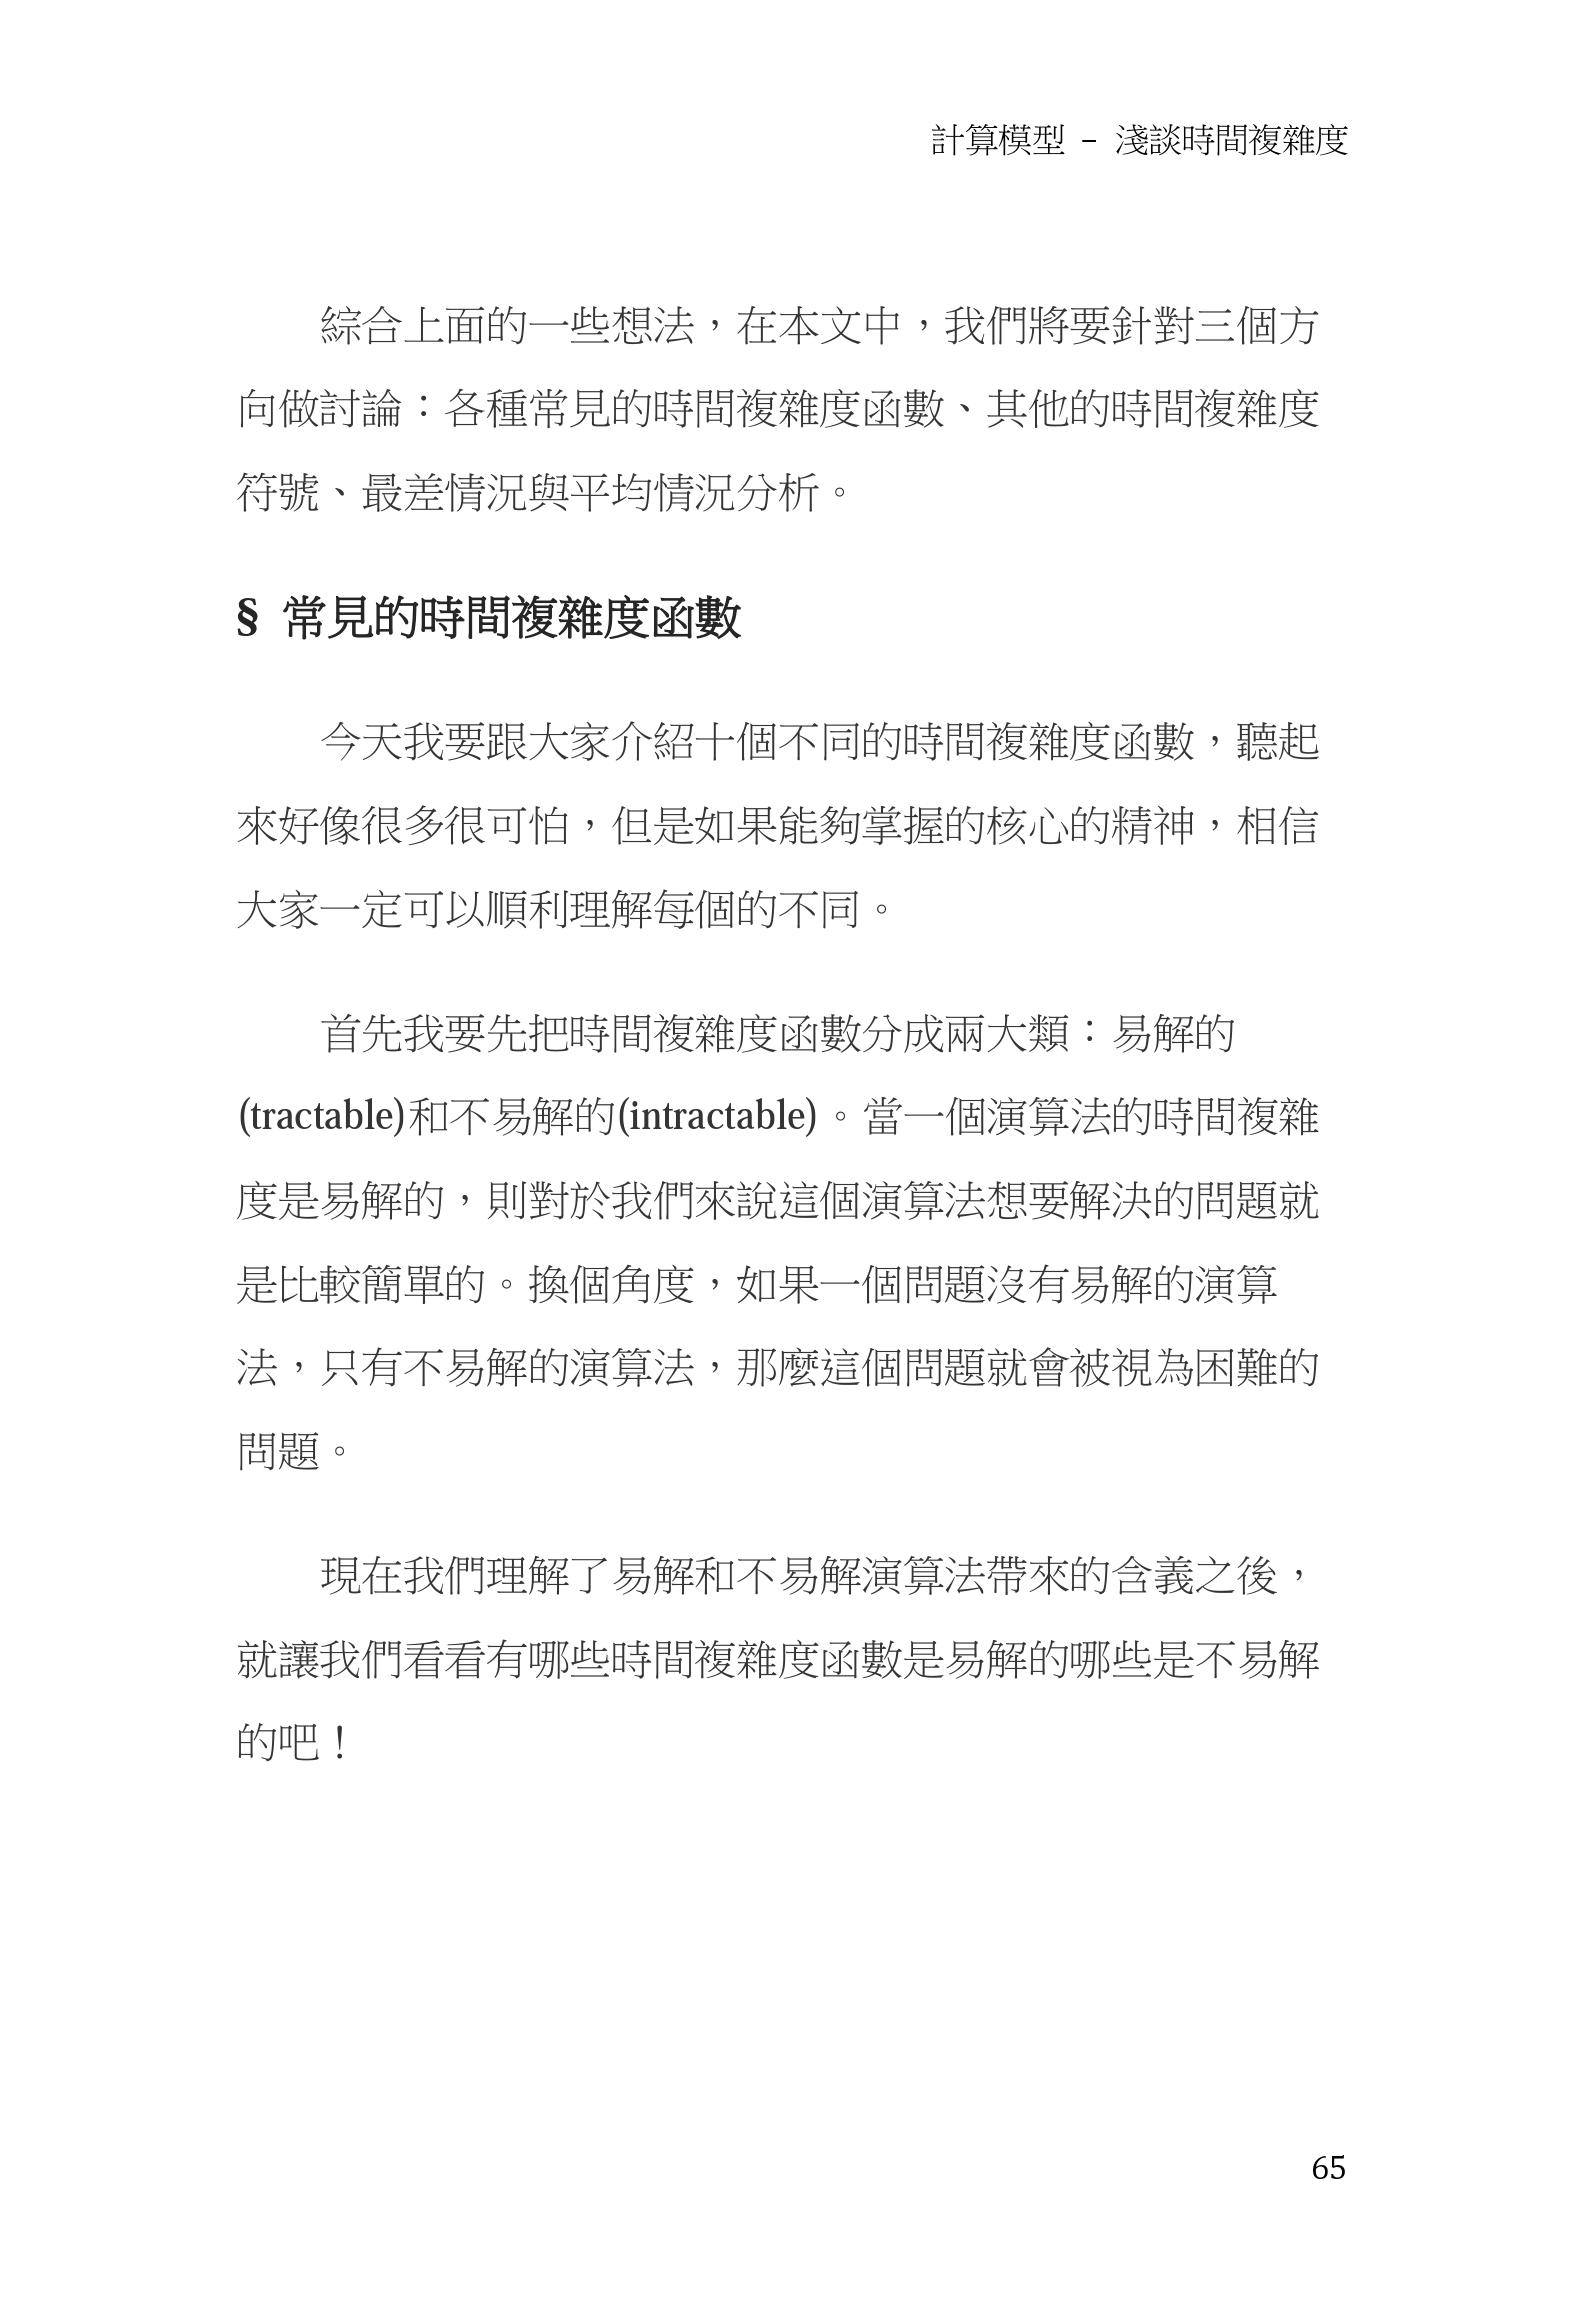 計算模型 – 淺談時間複雜度
綜合上面的一些想法，在本文中，我們將要針對三個方
向做討論：各種常見的時間複雜度函數、其他的時間複雜度
符號、最差情況與平均情況分析。
§ 常見的時間複雜度函數
今天我要跟大家介紹十個不同的時間複雜度函數，聽起
來好像很多很可怕，但是如果能夠掌握的核心的精神，相信
大家一定可以順利理解每個的不同。
首先我要先把時間複雜度函數分成兩大類：易解的
(tractable)和不易解的(intractable)。當一個演算法的時間複雜
度是易解的，則對於我們來說這個演算法想要解決的問題就
是比較簡單的。換個角度，如果一個問題沒有易解的演算
法，只有不易解的演算法，那麼這個問題就會被視為困難的
問題。
現在我們理解了易解和不易解演算法帶來的含義之後，
就讓我們看看有哪些時間複雜度函數是易解的哪些是不易解
的吧！
65